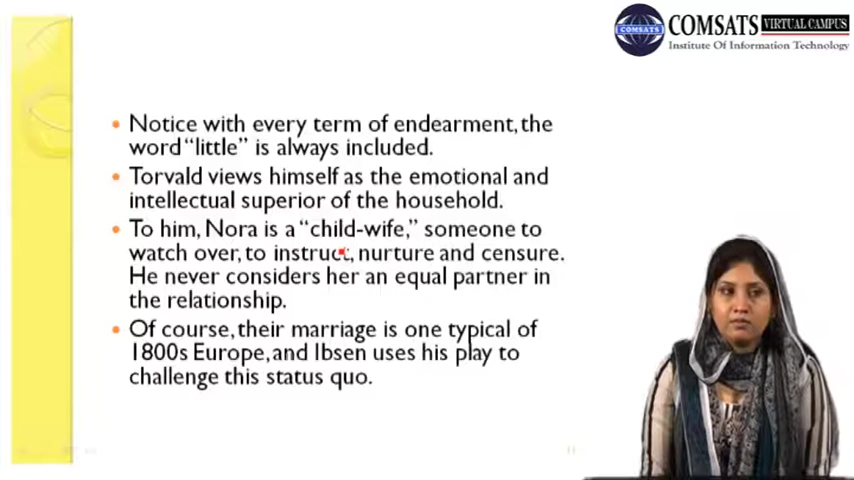 COMSATS
COMSATS VIRTUAL CAMPUS
Institute Of Information Technology
• Notice with every term of endearment, the
word “little” is always included.
• Torvald views himself as the emotional and
intellectual superior of the household.
• To him, Nora is a “child-wife,” someone to
watch over, to instruct, nurture and censure.
He never considers her an equal partner in
the relationship.
• Of course, their marriage is one typical of
1800s Europe, and Ibsen uses his play to
challenge this status quo.